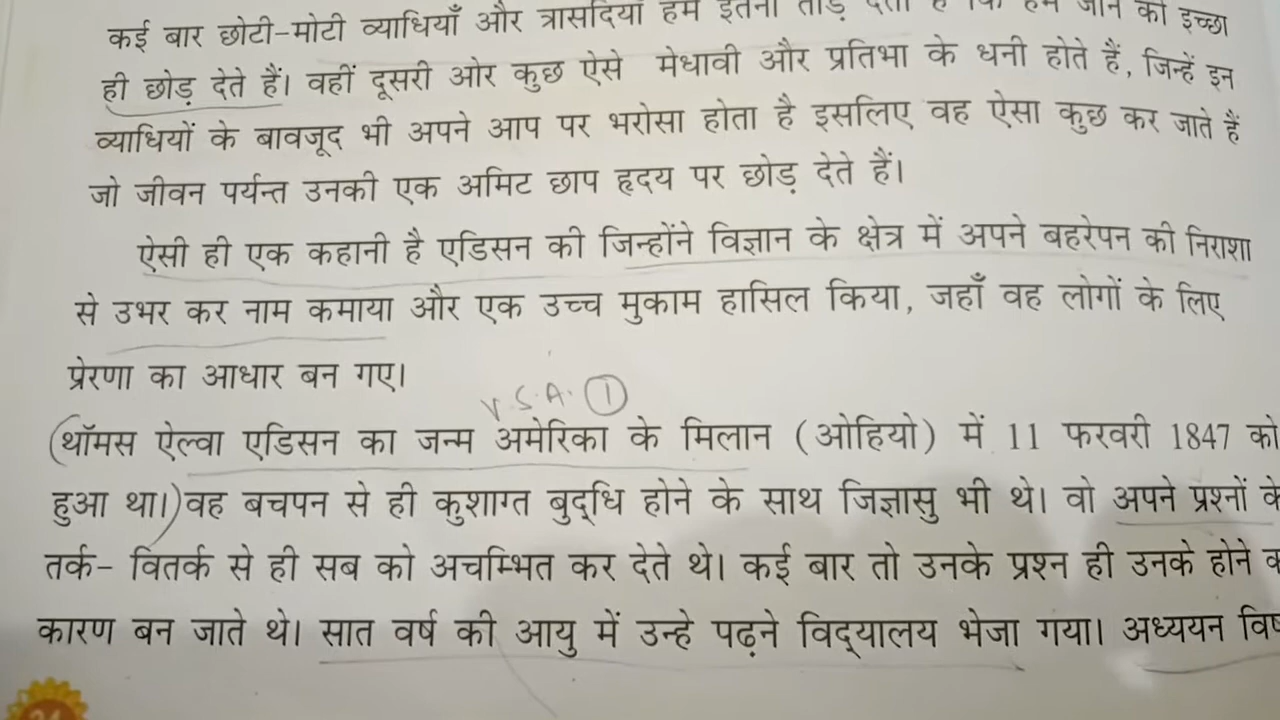 कई बार छोटी-मोटी व्याधियाँ और त्रासदियाँ हमें इतना तोड़ देती है कि हम जीने की इच्छा
ही छोड़ देते हैं। वहीं दूसरी ओर कुछ ऐसे मेधावी और प्रतिभा के धनी होते हैं, जिन्हें इन
व्याधियों के बावजूद भी अपने आप पर भरोसा होता है इसलिए वह ऐसा कुछ कर जाते हैं
जो जीवन पर्यन्त उनकी एक अमिट छाप हृदय पर छोड़ देते हैं।
ऐसी ही एक कहानी है एडिसन की जिन्होंने विज्ञान के क्षेत्र में अपने बहरेपन की निराशा
से उभर कर नाम कमाया और एक उच्च मुकाम हासिल किया, जहाँ वह लोगों के लिए
प्रेरणा का आधार बन गए।
V.S.A. 1
(थॉमस ऐल्वा एडिसन का जन्म अमेरिका के मिलान (ओहियो) में 11 फरवरी 1847 को
हुआ था।) वह बचपन से ही कुशाग्त बुद्धि होने के साथ जिज्ञासु भी थे। वो अपने प्रश्नों के
तर्क- वितर्क से ही सब को अचम्भित कर देते थे। कई बार तो उनके प्रश्न ही उनके होने
कारण बन जाते थे। सात वर्ष की आयु में उन्हे पढ़ने विद्यालय भेजा गया। अध्ययन